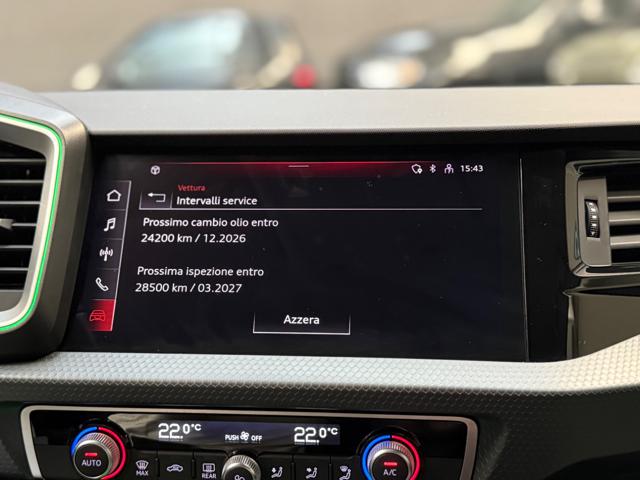 15:43
Vettura
Intervalli service
Prossimo cambio olio entro
24200 km / 12.2026
Prossima ispezione entro
28500 km / 03.2027
Azzera
22.0°C
PUSH OFF
22.0°C
AUTO
MAX
REAR
A/C